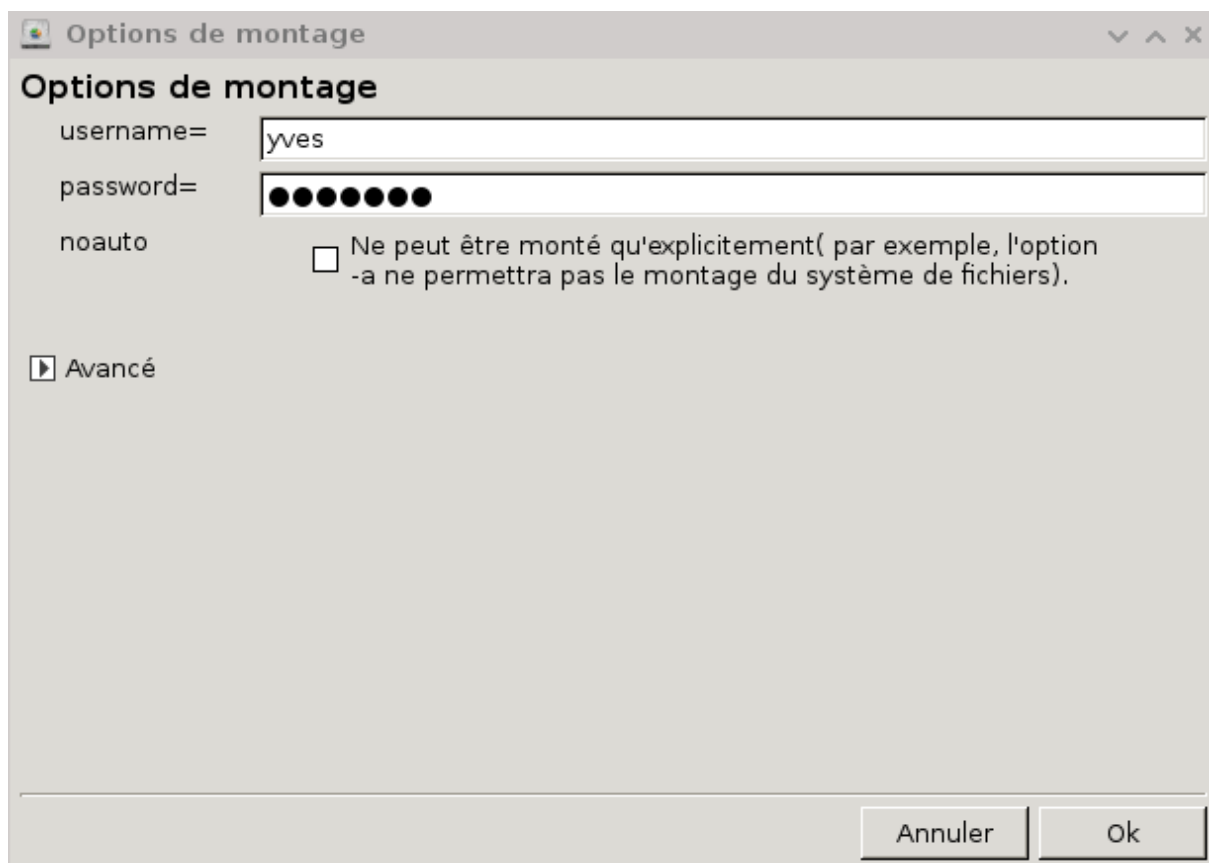 Options de montage
Options de montage
username= yves
password= ●●●●●●●
noauto Ne peut être monté qu'explicitement( par exemple, l'option
-a ne permettra pas le montage du système de fichiers).
Avancé
Annuler Ok